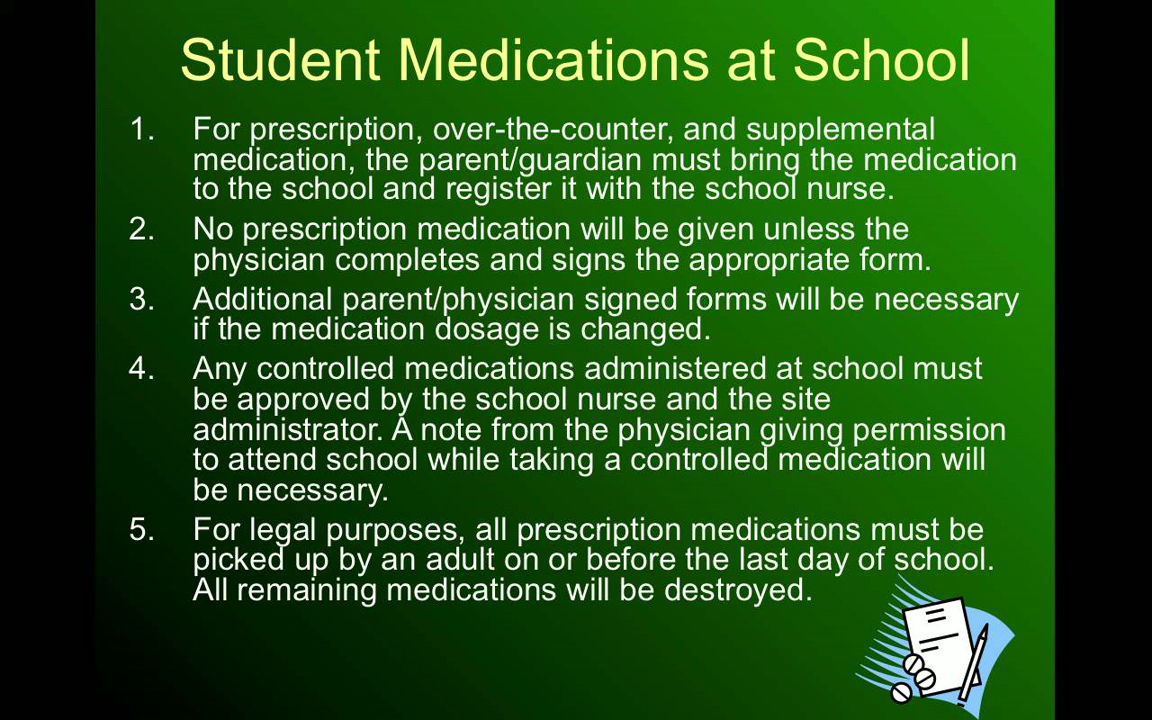 Student Medications at School
1. For prescription, over-the-counter, and supplemental
medication, the parent/guardian must bring the medication
to the school and register it with the school nurse.
2. No prescription medication will be given unless the
physician completes and signs the appropriate form.
3. Additional parent/physician signed forms will be necessary
if the medication dosage is changed.
4. Any controlled medications administered at school must
be approved by the school nurse and the site
administrator. A note from the physician giving permission
to attend school while taking a controlled medication will
be necessary.
5. For legal purposes, all prescription medications must be
picked up by an adult on or before the last day of school.
All remaining medications will be destroyed.